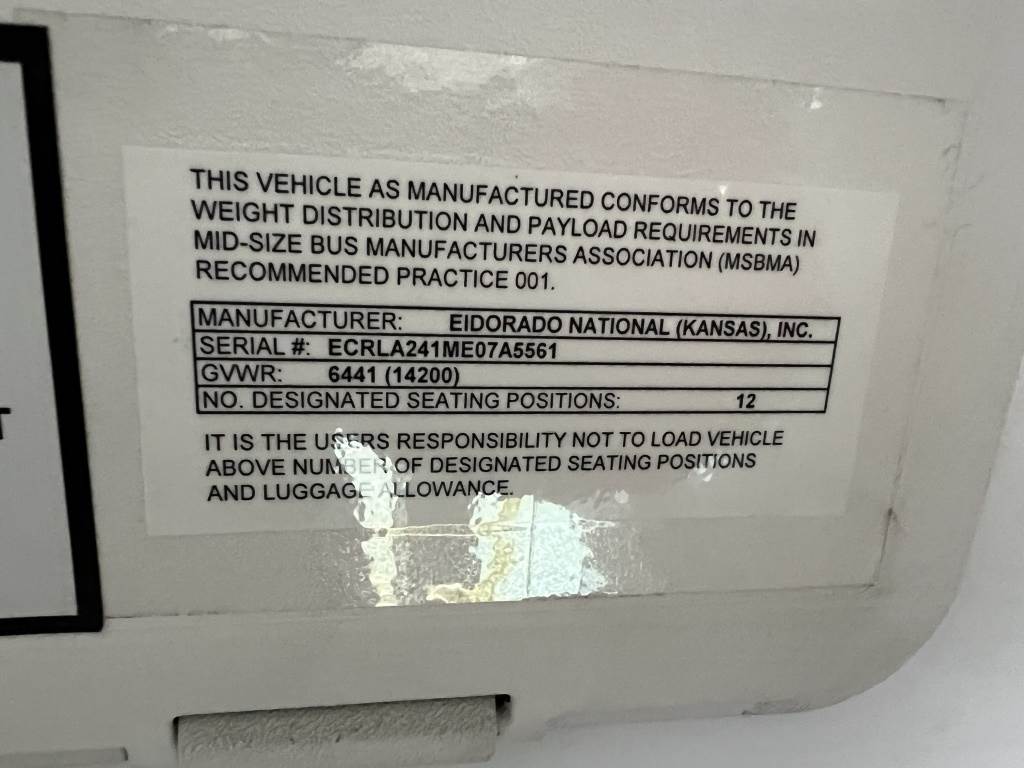 THIS VEHICLE AS MANUFACTURED CONFORMS TO THE
WEIGHT DISTRIBUTION AND PAYLOAD REQUIREMENTS IN
MID-SIZE BUS MANUFACTURERS ASSOCIATION (MSBMA)
RECOMMENDED PRACTICE 001.
MANUFACTURER: EIDORADO NATIONAL (KANSAS), INC.
SERIAL #: ECRLA241ME07A5561
GVWR: 6441 (14200)
NO. DESIGNATED SEATING POSITIONS: 12
IT IS THE USERS RESPONSIBILITY NOT TO LOAD VEHICLE
ABOVE NUMBER OF DESIGNATED SEATING POSITIONS
AND LUGGAGE ALLOWANCE.